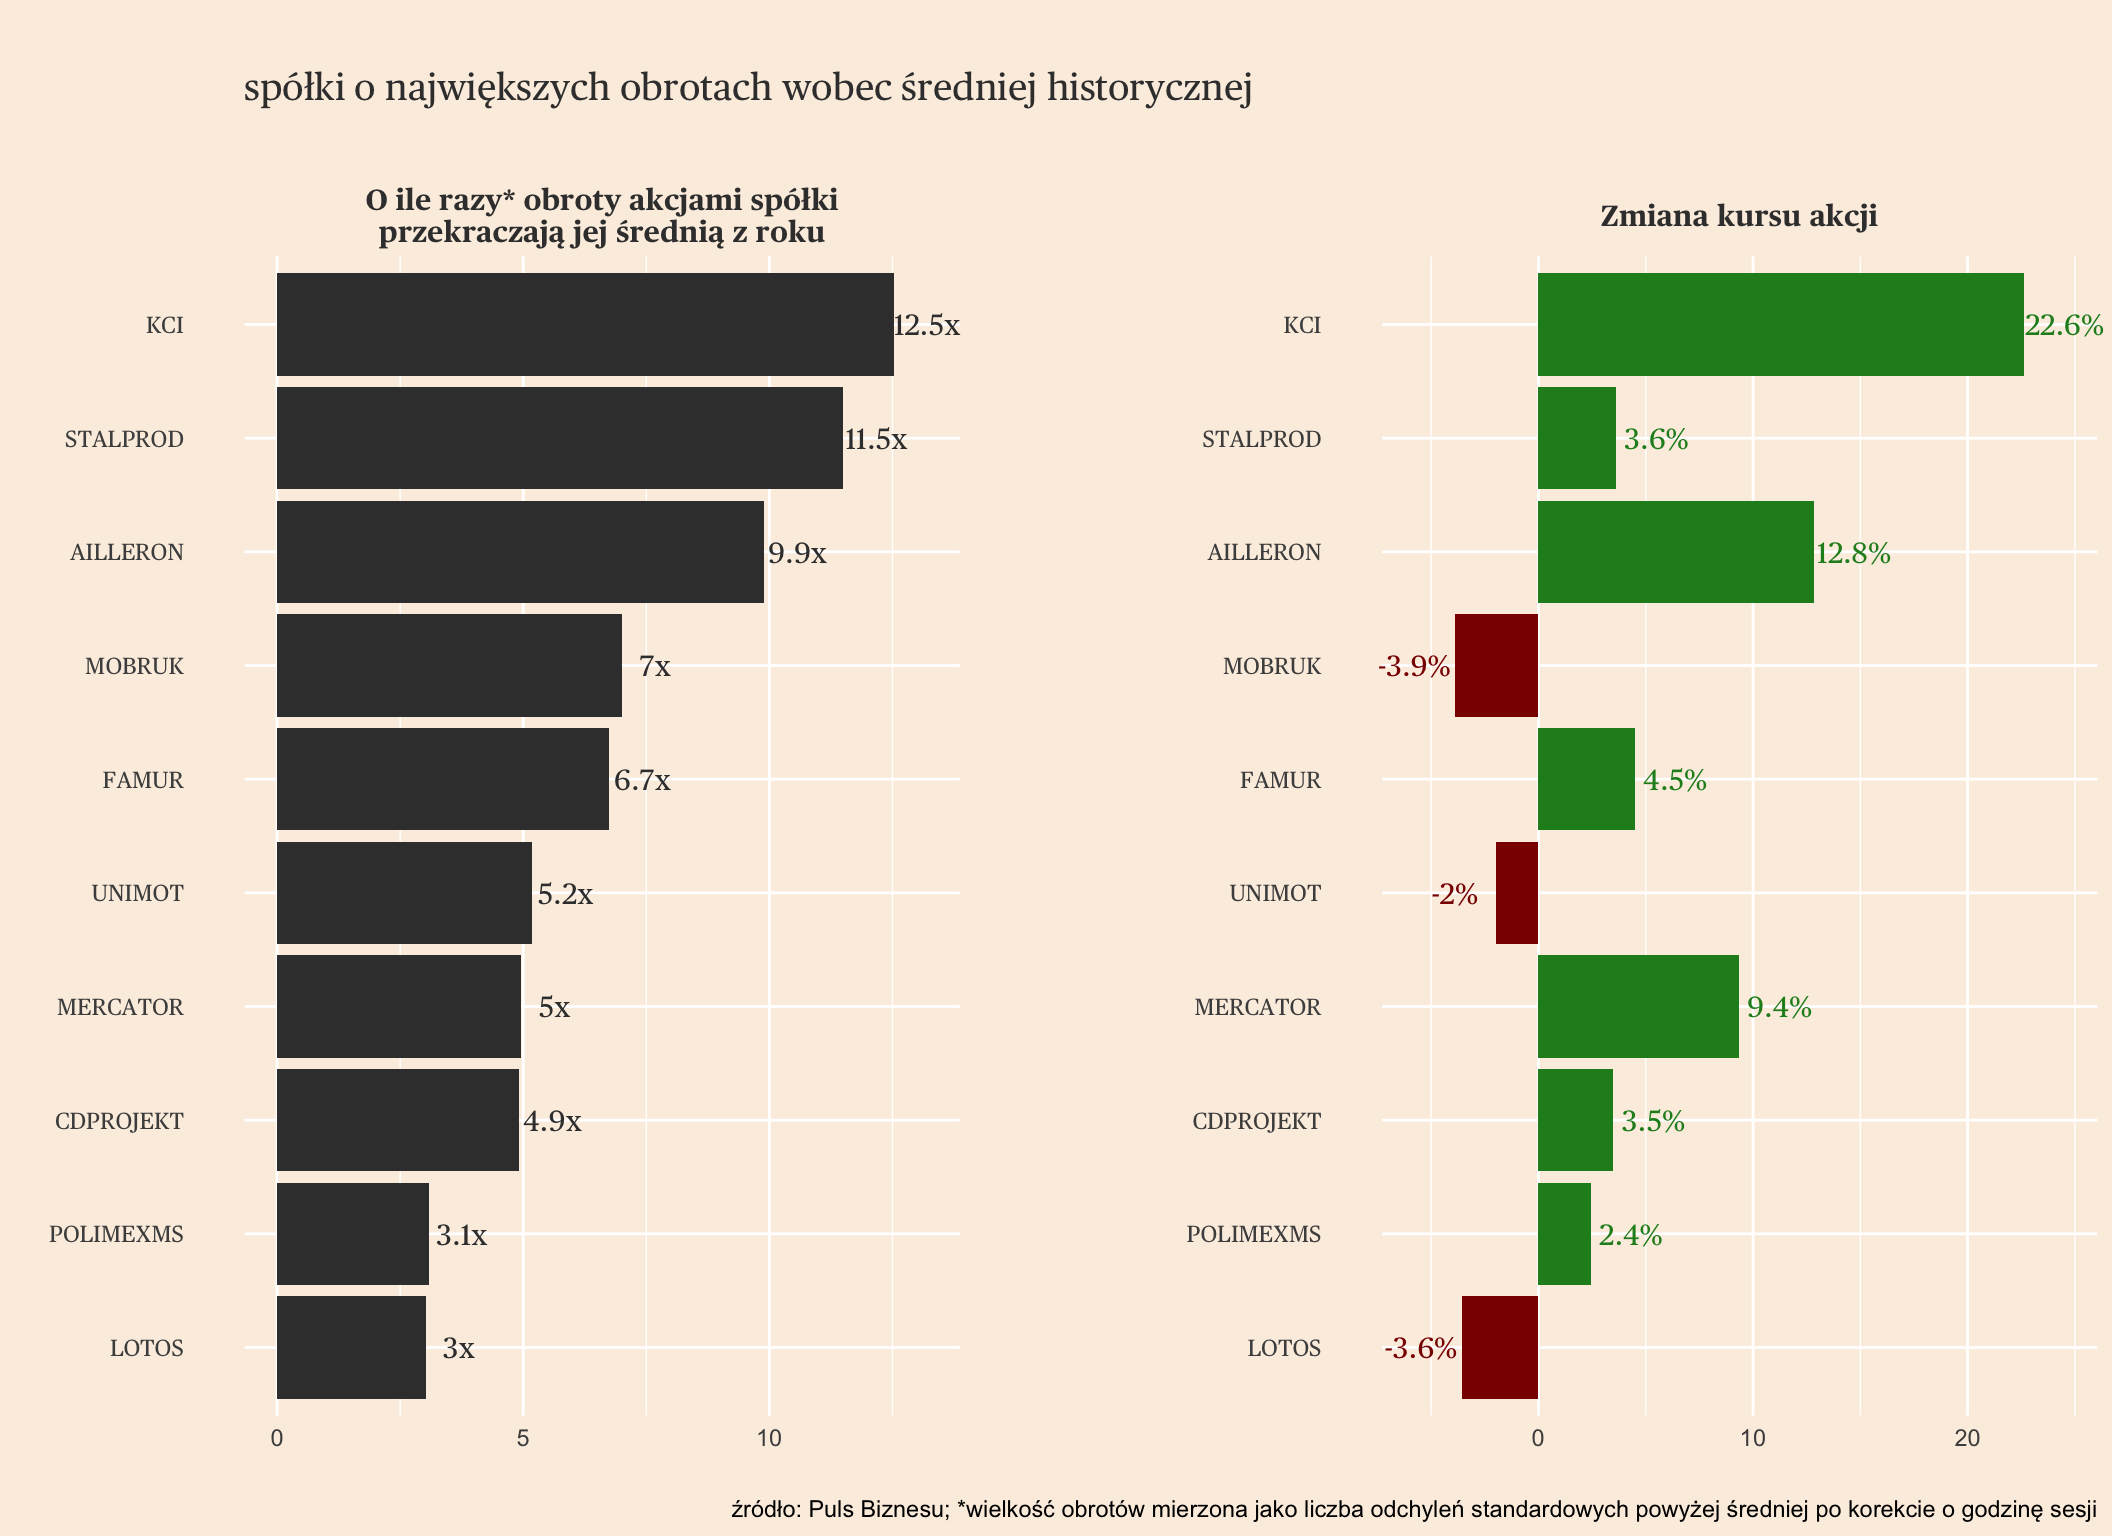 spółki o największych obrotach wobec średniej historycznej
O ile razy* obroty akcjami spółki
przekraczają jej średnią z roku
KCI 12.5x
STALPROD 11.5x
AILLERON 9.9x
MOBRUK 7x
FAMUR 6.7x
UNIMOT 5.2x
MERCATOR 5x
CDPROJEKT 4.9x
POLIMEXMS 3.1x
LOTOS 3x
0 5 10
Zmiana kursu akcji
KCI 22.6%
STALPROD 3.6%
AILLERON 12.8%
-3.9% MOBRUK
FAMUR 4.5%
UNIMOT -2%
MERCATOR 9.4%
CDPROJEKT 3.5%
POLIMEXMS 2.4%
LOTOS -3.6%
0 10 20
źródło: Puls Biznesu; *wielkość obrotów mierzona jako liczba odchyleń standardowych powyżej średniej po korekcie o godzinę sesji